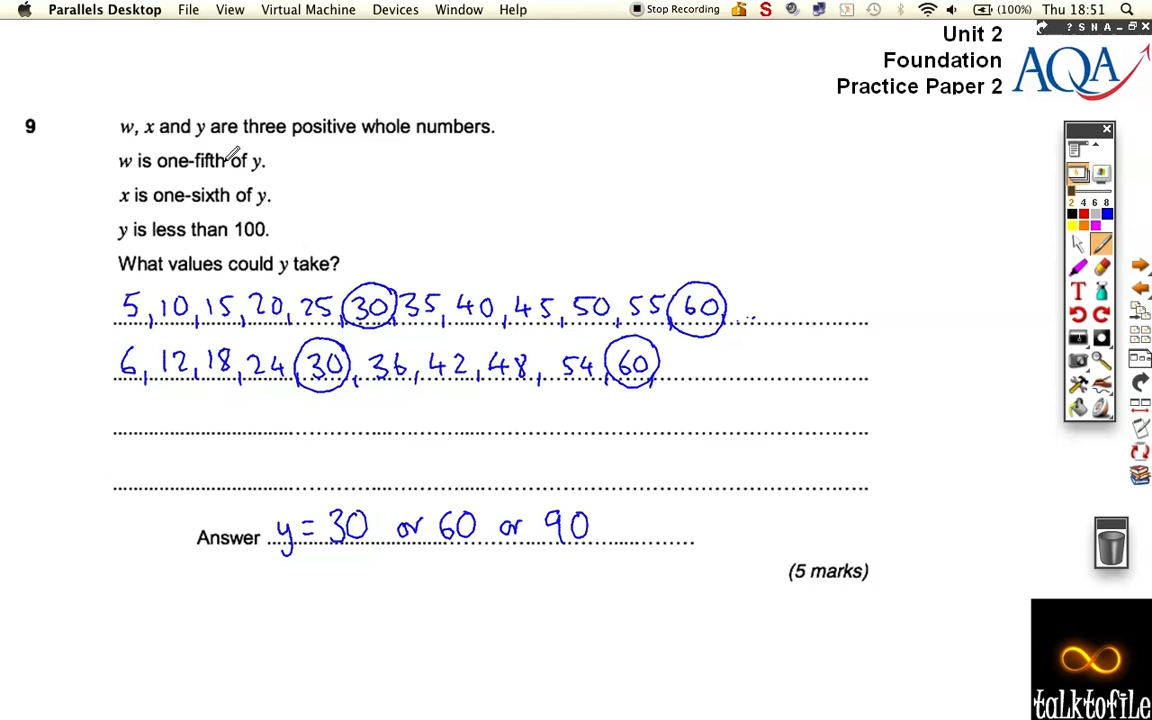 Parallels Desktop File View Virtual Machine Devices Window Help Stop Recording (100%) Thu 18:51
? S N A
Unit 2
Foundation
Practice Paper 2
AQA
9 w, x and y are three positive whole numbers.
w is one-fifth of y.
x is one-sixth of y.
y is less than 100.
What values could y take?
5, 10, 15, 20, 25, 30, 35, 40, 45, 50, 55, 60, ...
6, 12, 18, 24, 30, 36, 42, 48, 54, 60,
Answer y = 30 or 60 or 90
(5 marks)
2 4 6 8
T
talktofile